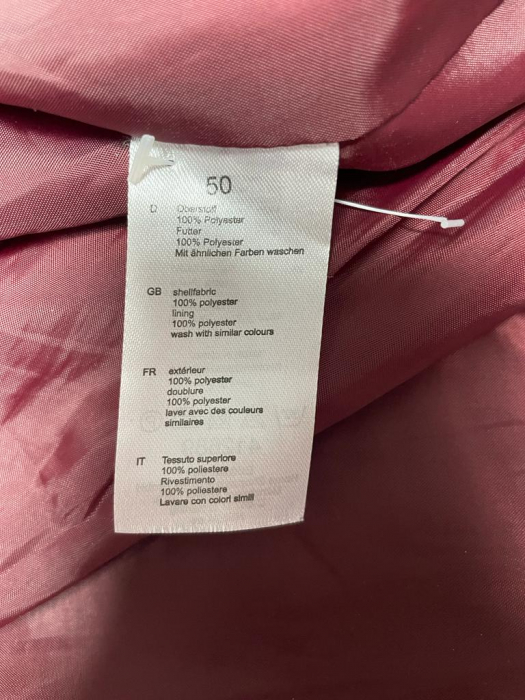 50
D Oberstoff
100% Polyester
Futter
100% Polyester
Mit ähnlichen Farben waschen
GB shellfabric
100% polyester
lining
100% polyester
wash with similar colours
FR extérieur
100% polyester
doublure
100% polyester
laver avec des couleurs
similaires
IT Tessuto superiore
100% poliestere
Rivestimento
100% poliestere
Lavare con colori simili